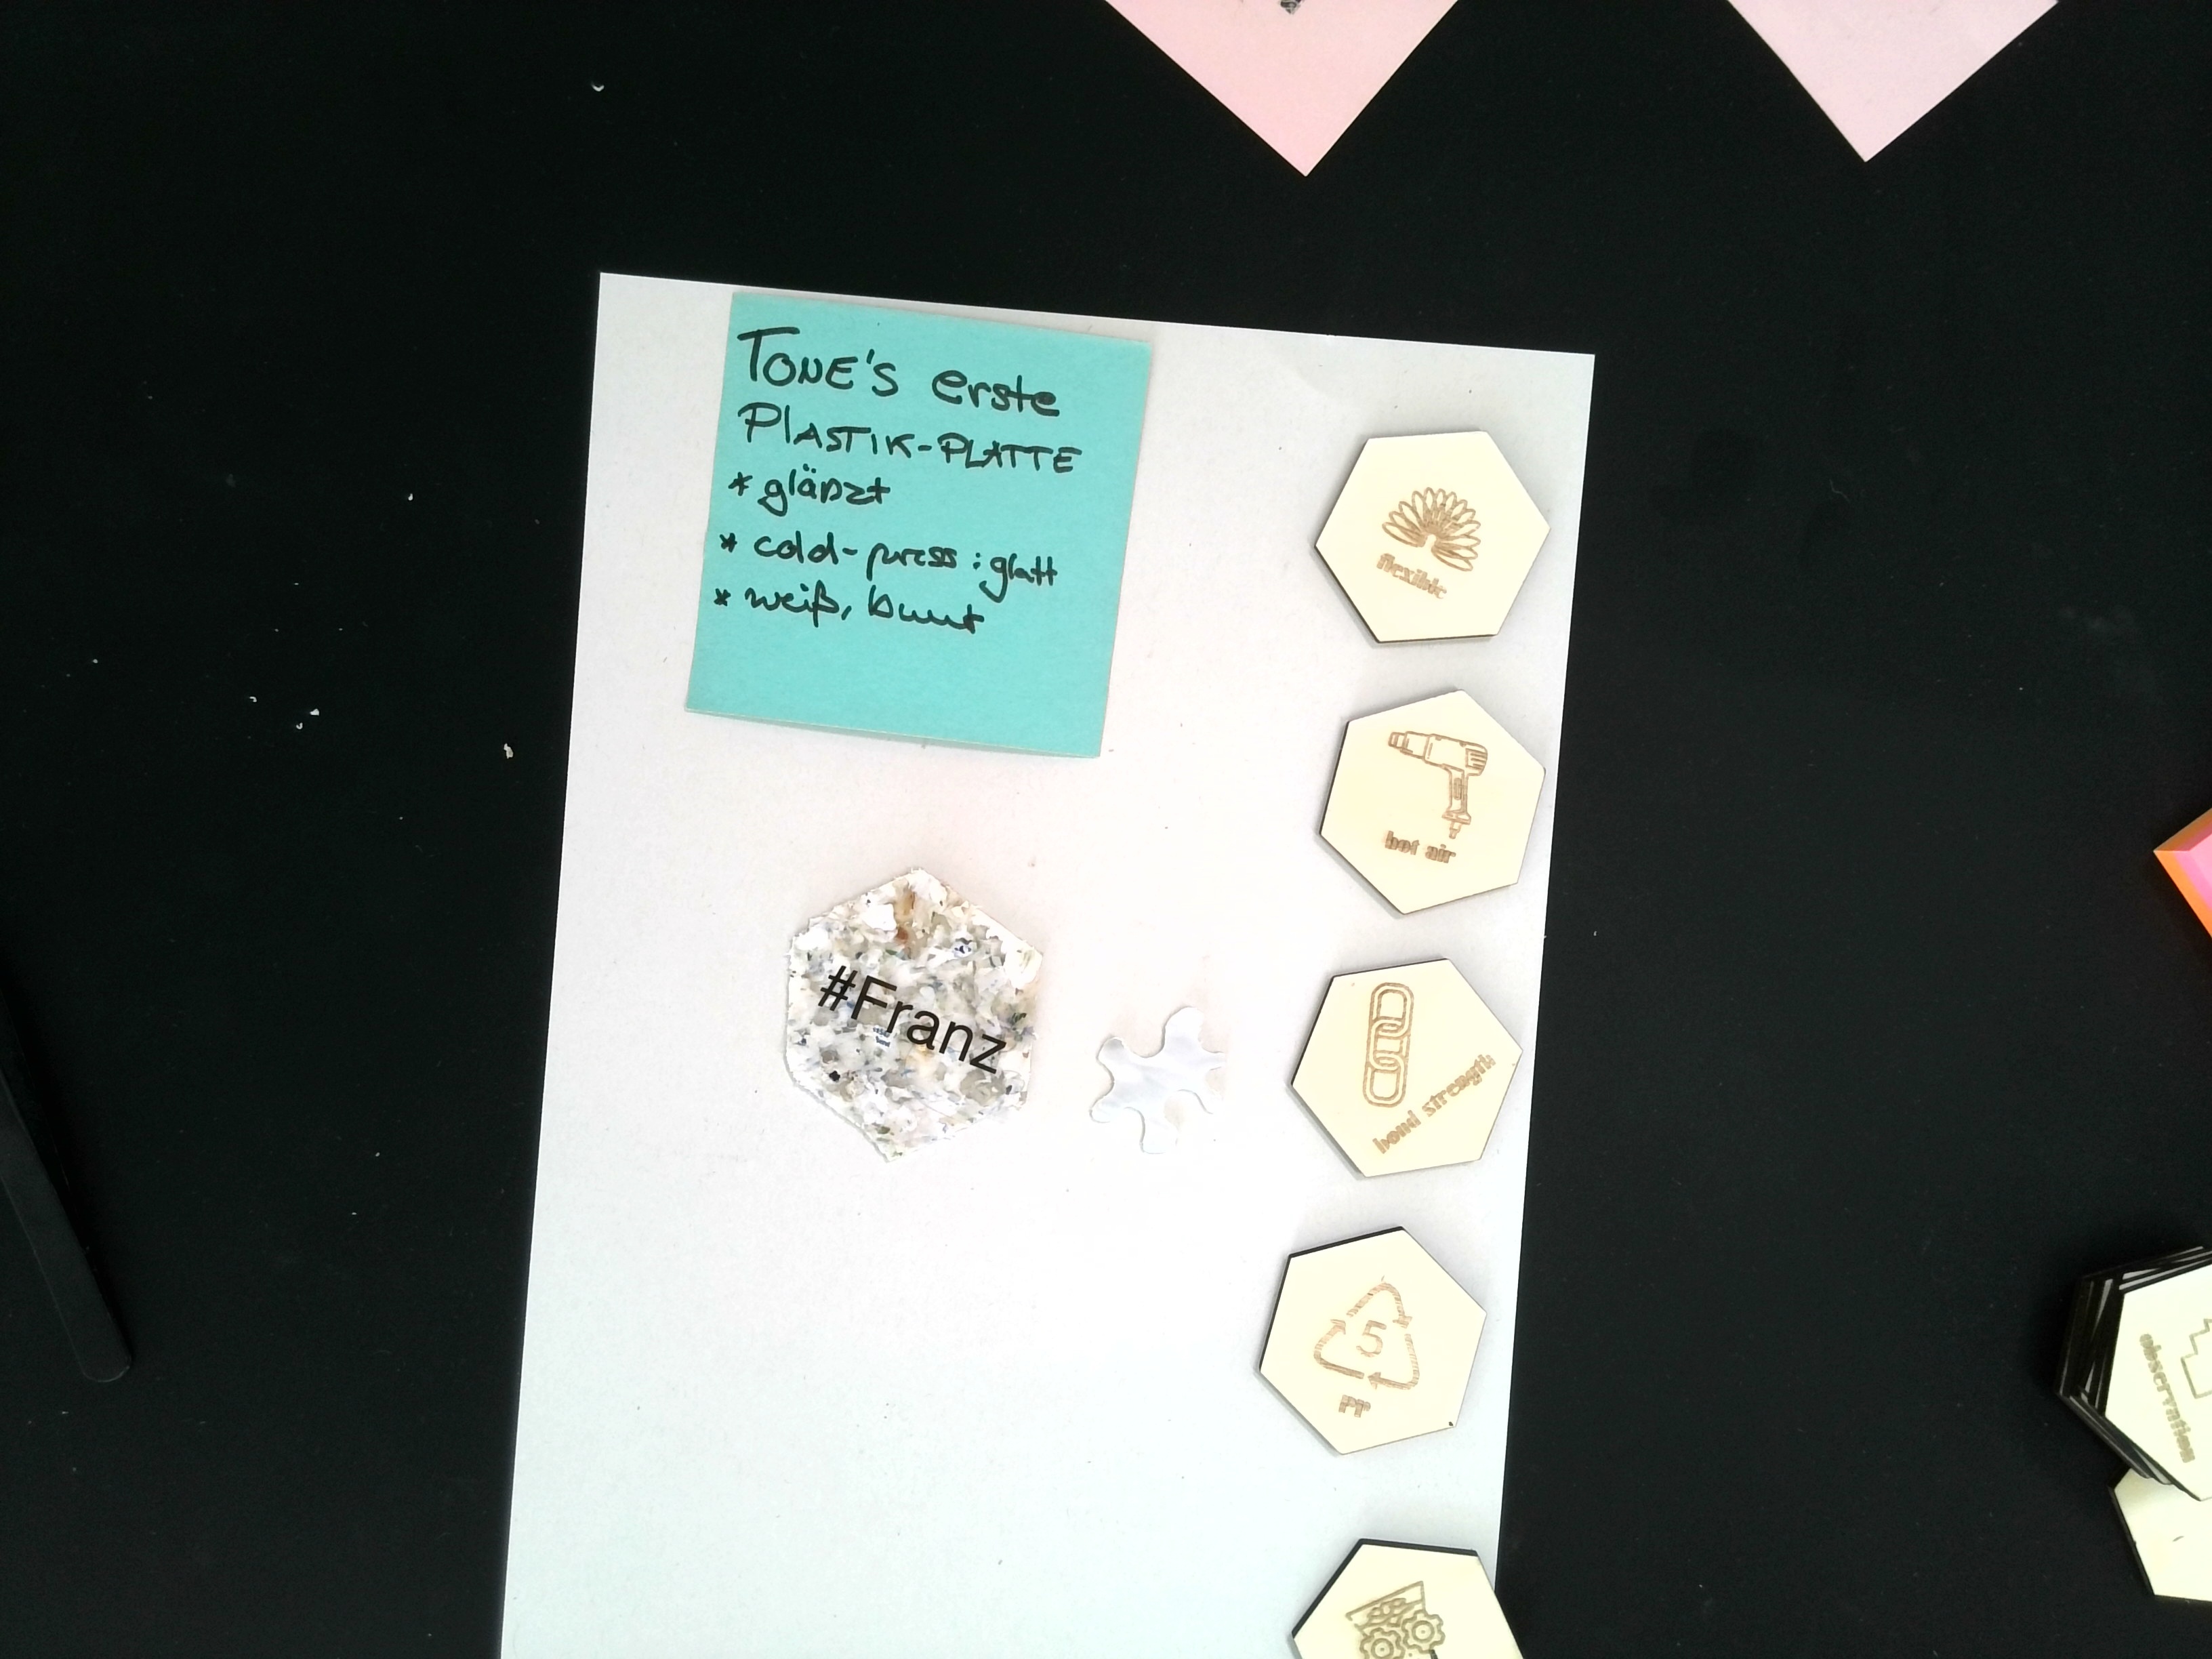 TONE'S erste
PLASTIK-PLATTE
* glänzt
* cold-press : glatt
* weiß, bunt
flexible
hot air
#Franz
bond strength
5
PP
observation